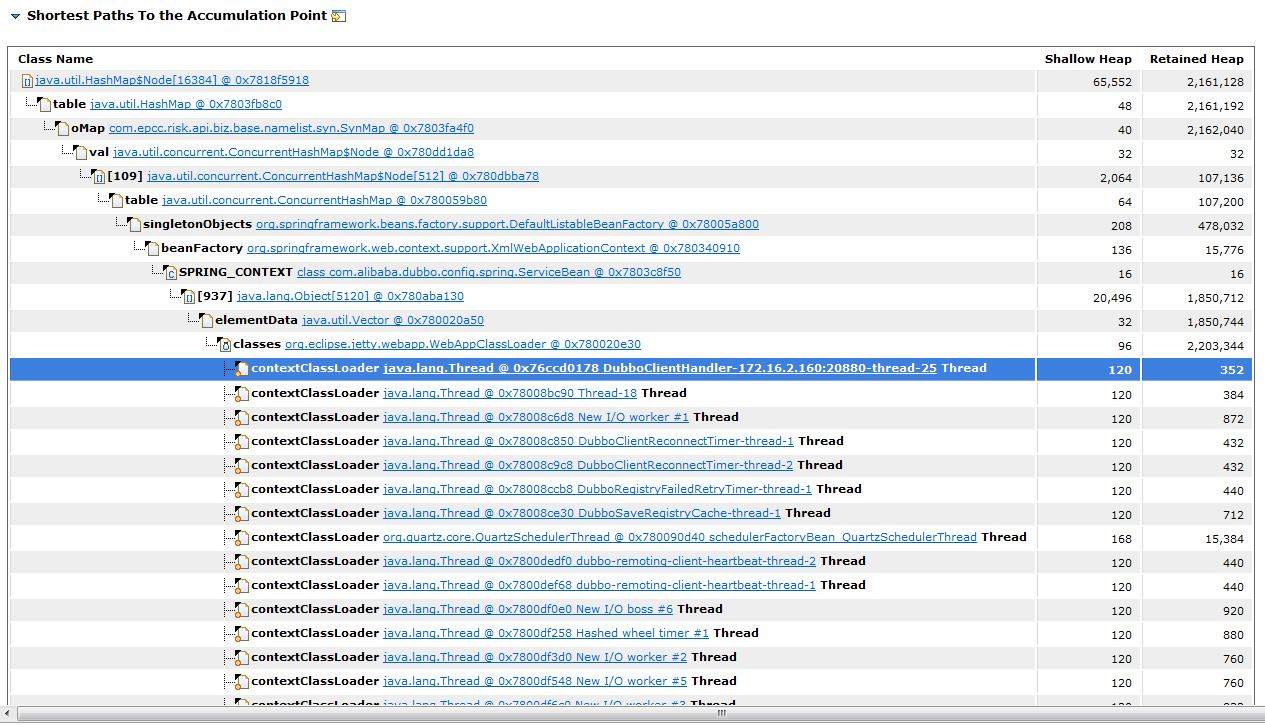 Shortest Paths To the Accumulation Point
Class Name Shallow Heap Retained Heap
java.util.HashMap$Node[16384] @ 0x7818f5918 65,552 2,161,128
table java.util.HashMap @ 0x7803fb8c0 48 2,161,192
oMap com.epcc.risk.api.biz.base.namelist.syn.SynMap @ 0x7803fa4f0 40 2,162,040
val java.util.concurrent.ConcurrentHashMap$Node @ 0x780dd1da8 32 32
[109] java.util.concurrent.ConcurrentHashMap$Node[512] @ 0x780dbba78 2,064 107,136
table java.util.concurrent.ConcurrentHashMap @ 0x780059b80 64 107,200
singletonObjects org.springframework.beans.factory.support.DefaultListableBeanFactory @ 0x78005a800 208 478,032
beanFactory org.springframework.web.context.support.XmlWebApplicationContext @ 0x780340910 136 15,776
SPRING_CONTEXT class com.alibaba.dubbo.config.spring.ServiceBean @ 0x7803c8f50 16 16
[937] java.lang.Object[5120] @ 0x780aba130 20,496 1,850,712
elementData java.util.Vector @ 0x780020a50 32 1,850,744
classes org.eclipse.jetty.webapp.WebAppClassLoader @ 0x780020e30 96 2,203,344
contextClassLoader java.lang.Thread @ 0x76ccd0178 DubboClientHandler-172.16.2.160:20880-thread-25 Thread 120 352
contextClassLoader java.lang.Thread @ 0x78008bc90 Thread-18 Thread 120 384
contextClassLoader java.lang.Thread @ 0x78008c6d8 New I/O worker #1 Thread 120 872
contextClassLoader java.lang.Thread @ 0x78008c850 DubboClientReconnectTimer-thread-1 Thread 120 432
contextClassLoader java.lang.Thread @ 0x78008c9c8 DubboClientReconnectTimer-thread-2 Thread 120 432
contextClassLoader java.lang.Thread @ 0x78008ccb8 DubboRegistryFailedRetryTimer-thread-1 Thread 120 440
contextClassLoader java.lang.Thread @ 0x78008ce30 DubboSaveRegistryCache-thread-1 Thread 120 712
contextClassLoader org.quartz.core.QuartzSchedulerThread @ 0x780090d40 schedulerFactoryBean_QuartzSchedulerThread Thread 168 15,384
contextClassLoader java.lang.Thread @ 0x7800dedf0 dubbo-remoting-client-heartbeat-thread-2 Thread 120 440
contextClassLoader java.lang.Thread @ 0x7800def68 dubbo-remoting-client-heartbeat-thread-1 Thread 120 440
contextClassLoader java.lang.Thread @ 0x7800df0e0 New I/O boss #6 Thread 120 920
contextClassLoader java.lang.Thread @ 0x7800df258 Hashed wheel timer #1 Thread 120 880
contextClassLoader java.lang.Thread @ 0x7800df3d0 New I/O worker #2 Thread 120 760
contextClassLoader java.lang.Thread @ 0x7800df548 New I/O worker #5 Thread 120 760
contextClassLoader java.lang.Thread @ New I/O worker #3 Thread